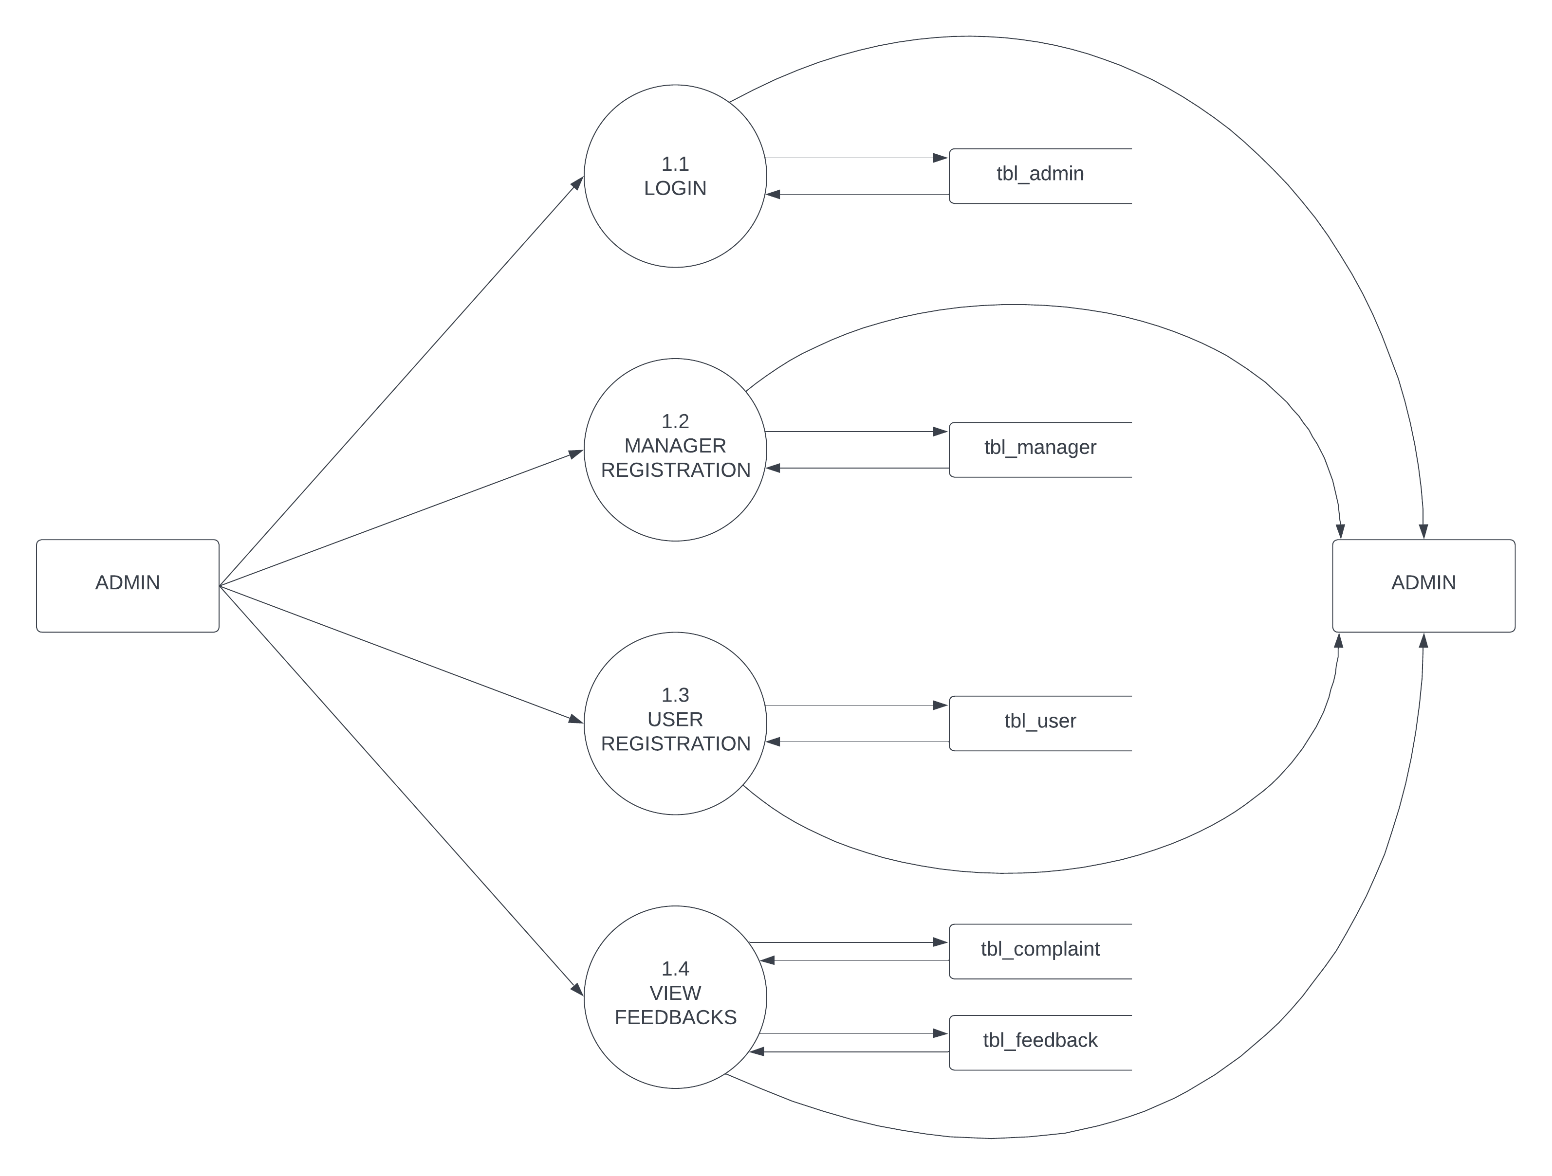 1.1
LOGIN
tbl_admin
1.2
MANAGER
REGISTRATION
tbl_manager
ADMIN
ADMIN
1.3
USER
REGISTRATION
tbl_user
1.4
VIEW
FEEDBACKS
tbl_complaint
tbl_feedback